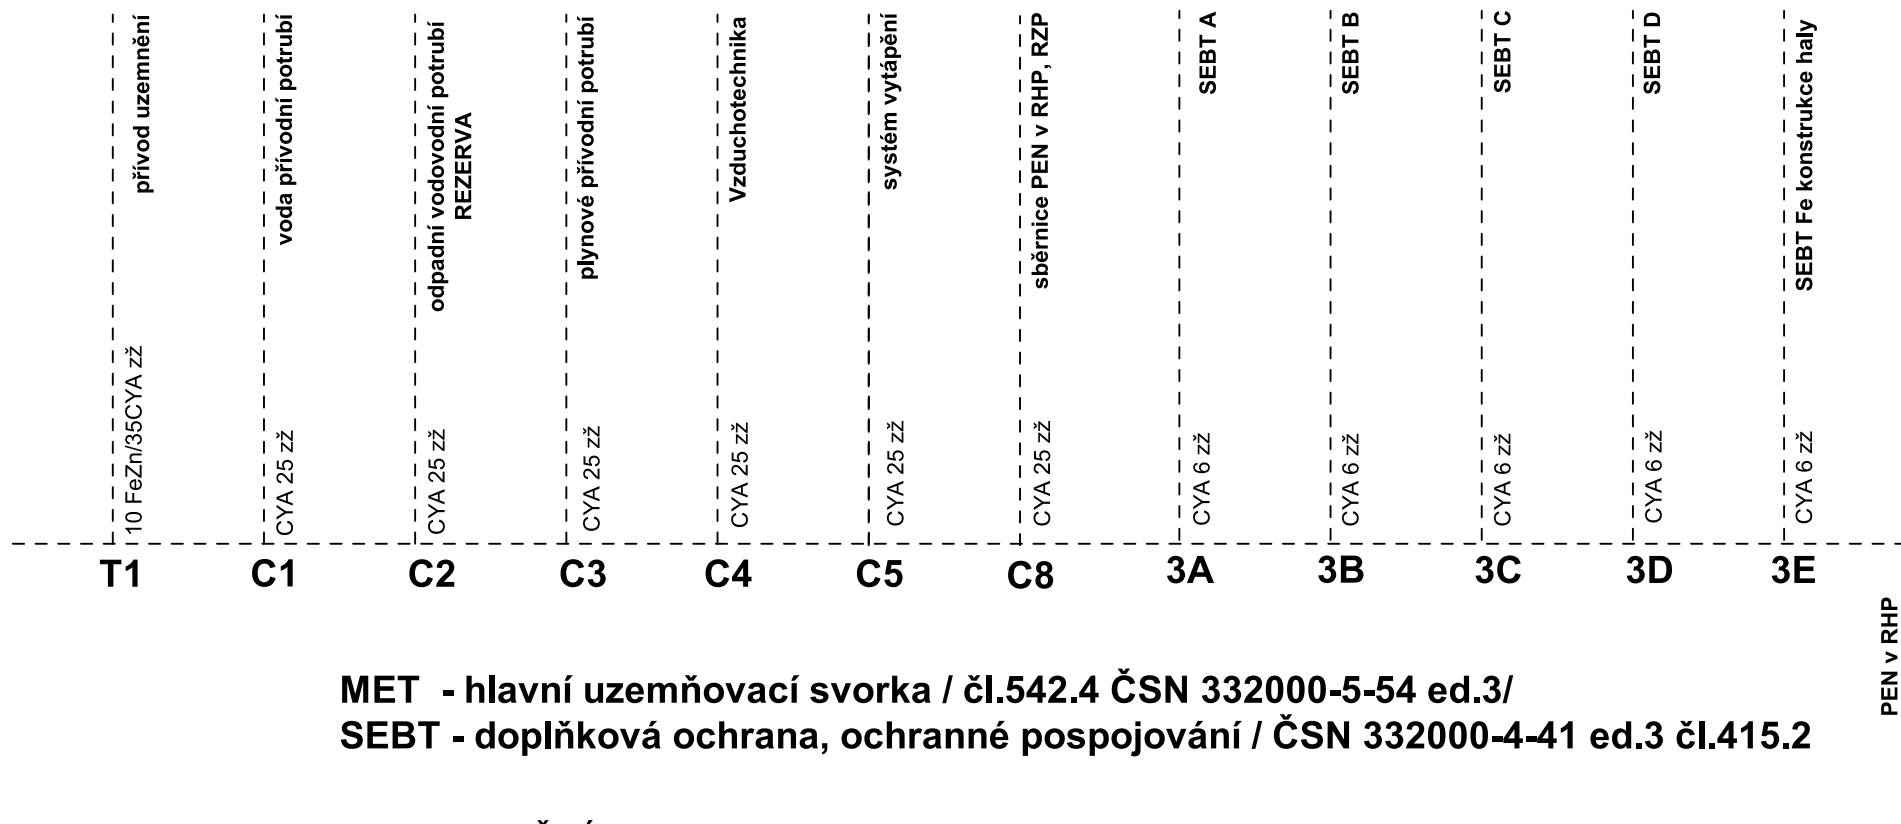 přívod uzemnění
voda přívodní potrubí
odpadní vodovodní potrubí
REZERVA
plynové přívodní potrubí
Vzduchotechnika
systém vytápění
sběrnice PEN v RHP, RZP
SEBT A
SEBT B
SEBT C
SEBT D
SEBT Fe konstrukce haly
10 FeZn/35CYA zž
CYA 25 zž
CYA 25 zž
CYA 25 zž
CYA 25 zž
CYA 25 zž
CYA 25 zž
CYA 6 zž
CYA 6 zž
CYA 6 zž
CYA 6 zž
CYA 6 zž
T1
C1
C2
C3
C4
C5
C8
3A
3B
3C
3D
3E
PEN v RHP
MET - hlavní uzemňovací svorka / čl.542.4 ČSN 332000-5-54 ed.3/
SEBT - doplňková ochrana, ochranné pospojování / ČSN 332000-4-41 ed.3 čl.415.2